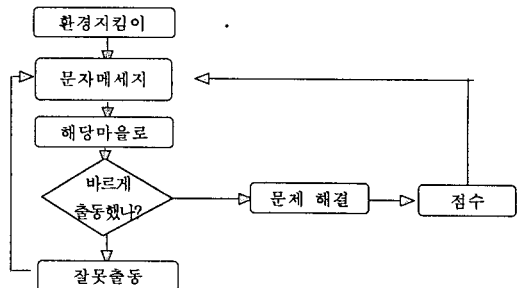 환경지킴이
문자메세지
해당마을로
바르게
출동했나?
문제 해결
점수
잘못출동